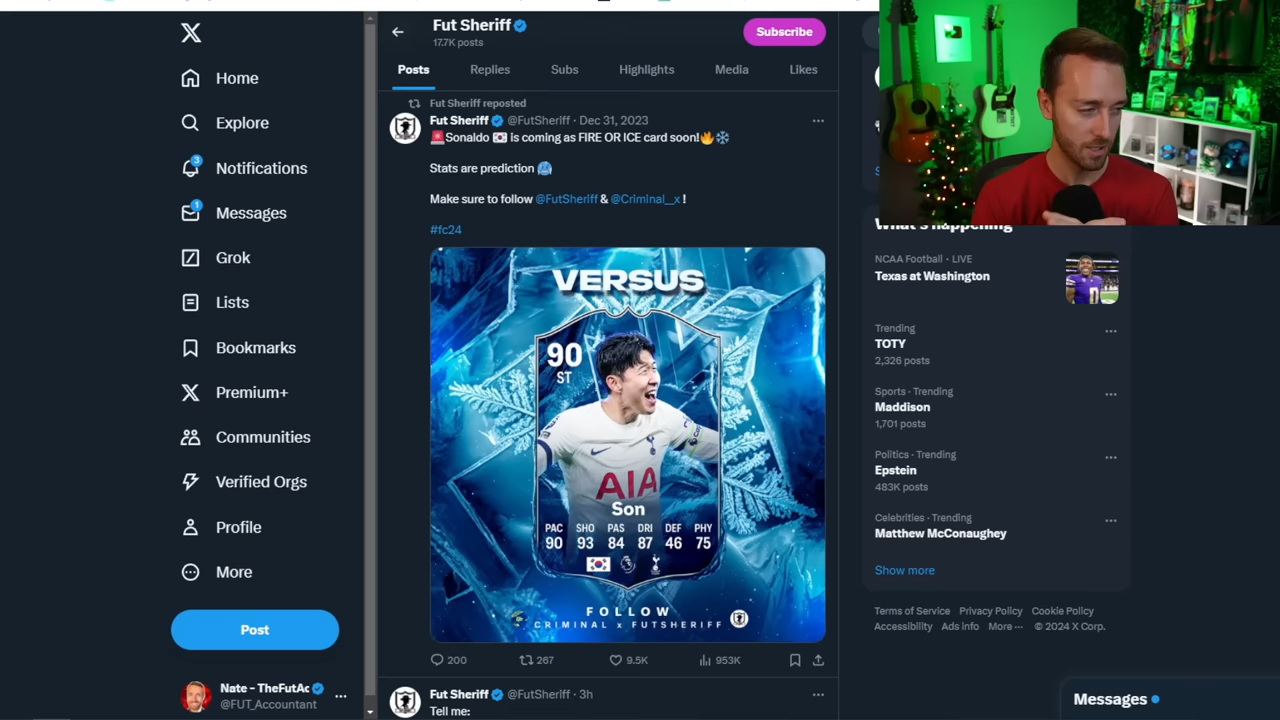 Home
Explore
3
Notifications
1
Messages
Grok
Lists
Bookmarks
Premium+
Communities
Verified Orgs
Profile
More
Post
Nate - TheFutAc
@FUT_Accountant
Fut Sheriff
17.7K posts
Subscribe
Posts
Replies
Subs
Highlights
Media
Likes
Fut Sheriff reposted
Fut Sheriff @FutSheriff · Dec 31, 2023
🚨Sonaldo 🇰🇷 is coming as FIRE OR ICE card soon!🔥❄️
Stats are prediction 🥶
Make sure to follow @FutSheriff & @Criminal__x !
#fc24
VERSUS
90
ST
AIA
Son
PAC SHO PAS DRI DEF PHY
90 93 84 87 46 75
FOLLOW
CRIMINAL x FUTSHERIFF
200
267
9.5K
953K
Fut Sheriff @FutSheriff · 3h
Tell me:
What's happening
NCAA Football · LIVE
Texas at Washington
Trending
TOTY
2,326 posts
Sports · Trending
Maddison
1,701 posts
Politics · Trending
Epstein
483K posts
Celebrities · Trending
Matthew McConaughey
Show more
Terms of Service Privacy Policy Cookie Policy
Accessibility Ads info More ··· © 2024 X Corp.
Messages